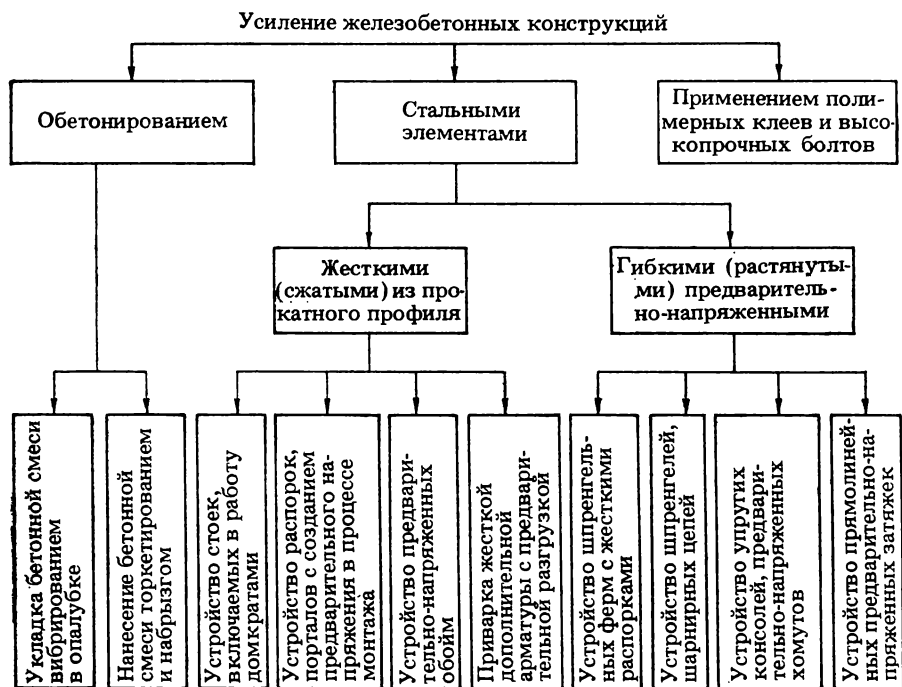 Усиление железобетонных конструкций
Обетонированием
Стальными
элементами
Применением поли-
мерных клеев и высо-
копрочных болтов
Жесткими
(сжатыми) из про-
катного профиля
Гибкими (растянуты-
ми) предваритель-
но-напряженными
Укладка бетонной смеси
вибрированием
в опалубке
Нанесение бетонной
смеси торкетированием
и набрызгом
Устройство стоек,
включаемых в работу
домкратами
Устройство распорок,
порталов с созданием
предварительного на-
пряжения в процессе
монтажа
Устройство предвари-
тельно-напряженных
обойм
Приварка жесткой
дополнительной
арматуры с предвари-
тельной разгрузкой
Устройство шпренгель-
ных ферм с жесткими
распорками
Устройство шпренгелей,
шарнирных цепей
Устройство упругих
консолей, предвари-
тельно-напряженных
хомутов
Устройство прямолиней-
ных предварительно-на-
пряженных затяжек